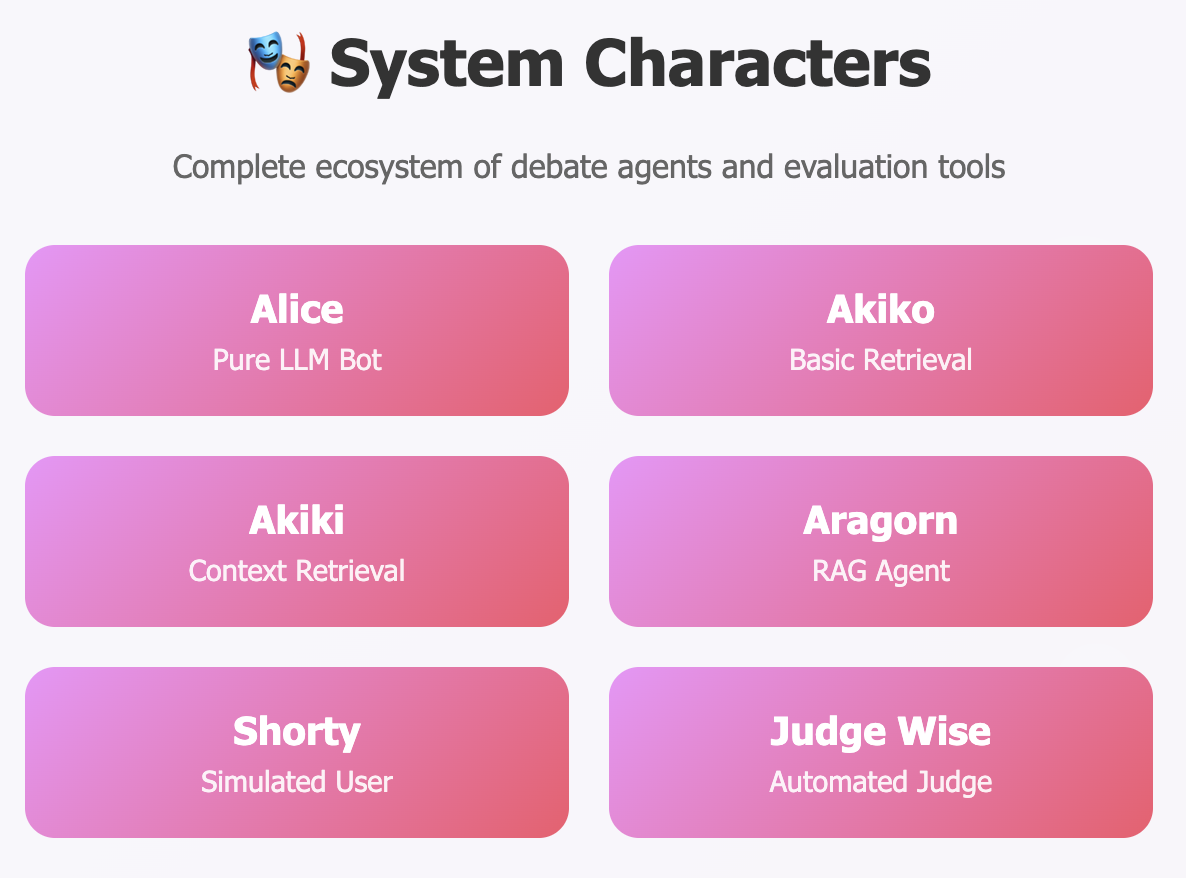 🎭 System Characters
Complete ecosystem of debate agents and evaluation tools
Alice
Pure LLM Bot
Akiko
Basic Retrieval
Akiki
Context Retrieval
Aragorn
RAG Agent
Shorty
Simulated User
Judge Wise
Automated Judge